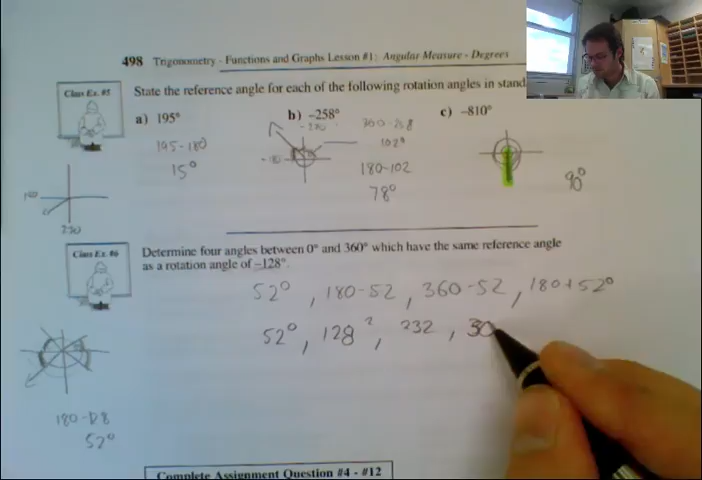 498 Trigonometry - Functions and Graphs Lesson #1: Angular Measure - Degrees
Class Ex. #5
State the reference angle for each of the following rotation angles in stand
a) 195°
b) -258°
c) -810°
195-180
15°
-270
-180
360-258
102°
180-102
78°
90°
180
270
Class Ex. #6
Determine four angles between 0° and 360° which have the same reference angle
as a rotation angle of -128°.
52°, 180-52, 360-52, 180+52°
52°, 128°, 232, 30
180-128
52°
Complete Assignment Question #4 - #12